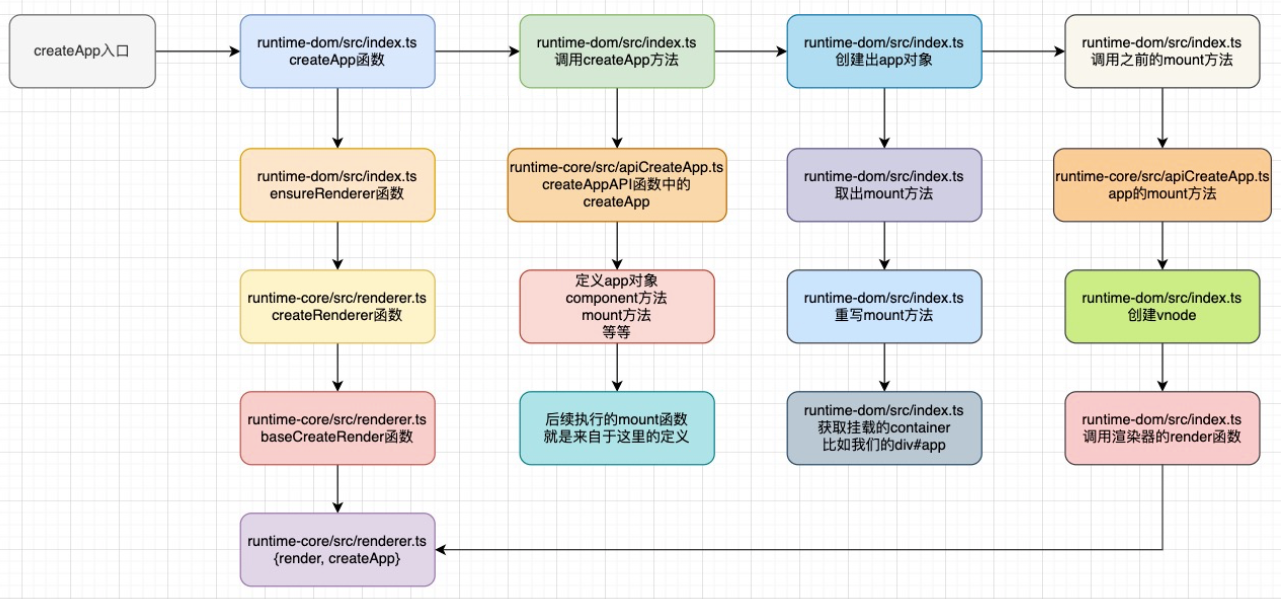 createApp入口
runtime-dom/src/index.ts
createApp函数
runtime-dom/src/index.ts
调用createApp方法
runtime-dom/src/index.ts
创建出app对象
runtime-dom/src/index.ts
调用之前的mount方法
runtime-dom/src/index.ts
ensureRenderer函数
runtime-core/src/apiCreateApp.ts
createAppAPI函数中的
createApp
runtime-dom/src/index.ts
取出mount方法
runtime-core/src/apiCreateApp.ts
app的mount方法
runtime-core/src/renderer.ts
createRenderer函数
定义app对象
component方法
mount方法
等等
runtime-dom/src/index.ts
重写mount方法
runtime-dom/src/index.ts
创建vnode
runtime-core/src/renderer.ts
baseCreateRender函数
后续执行的mount函数
就是来自于这里的定义
runtime-dom/src/index.ts
获取挂载的container
比如我们的div#app
runtime-dom/src/index.ts
调用渲染器的render函数
runtime-core/src/renderer.ts
{render, createApp}